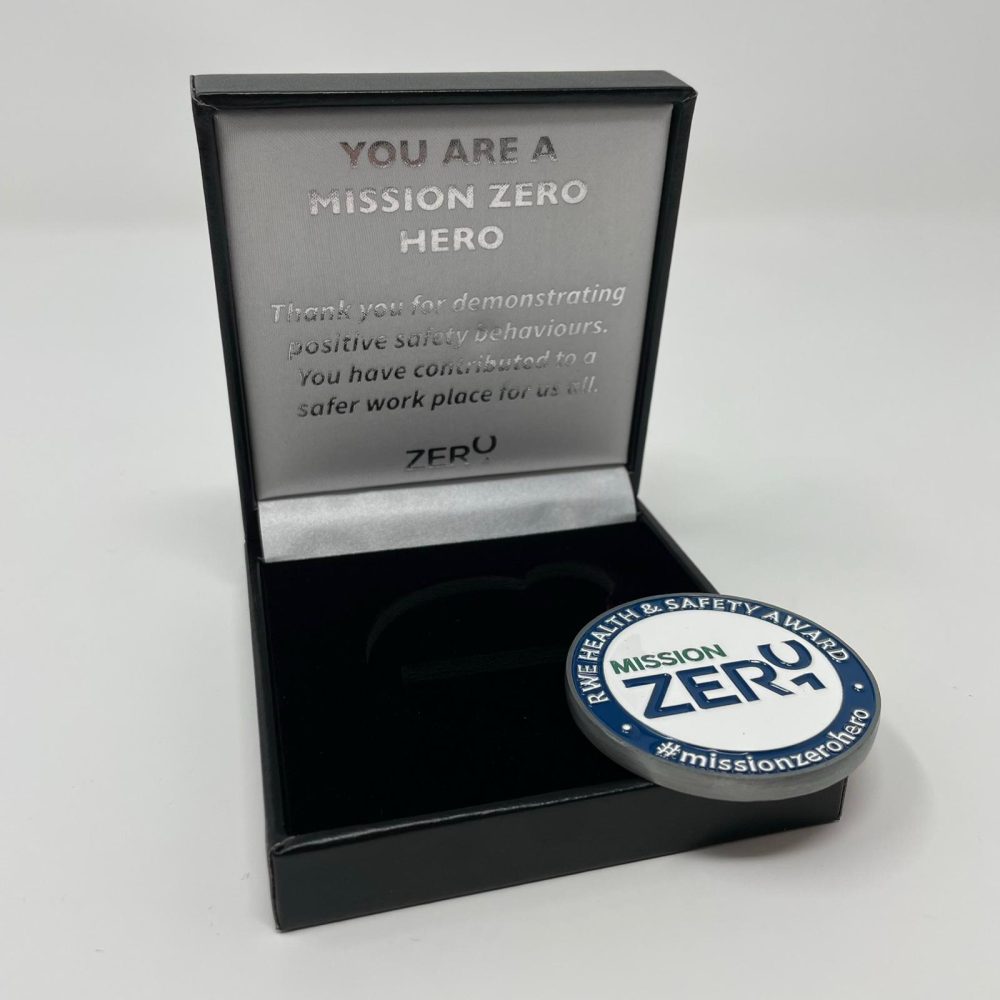 YOU ARE A
MISSION ZERO
HERO
Thank you for demonstrating
positive safety behaviours.
You have contributed to a
safer work place for us all.
ZERO
RWE HEALTH & SAFETY AWARD
MISSION
ZERO
#missionzerohero